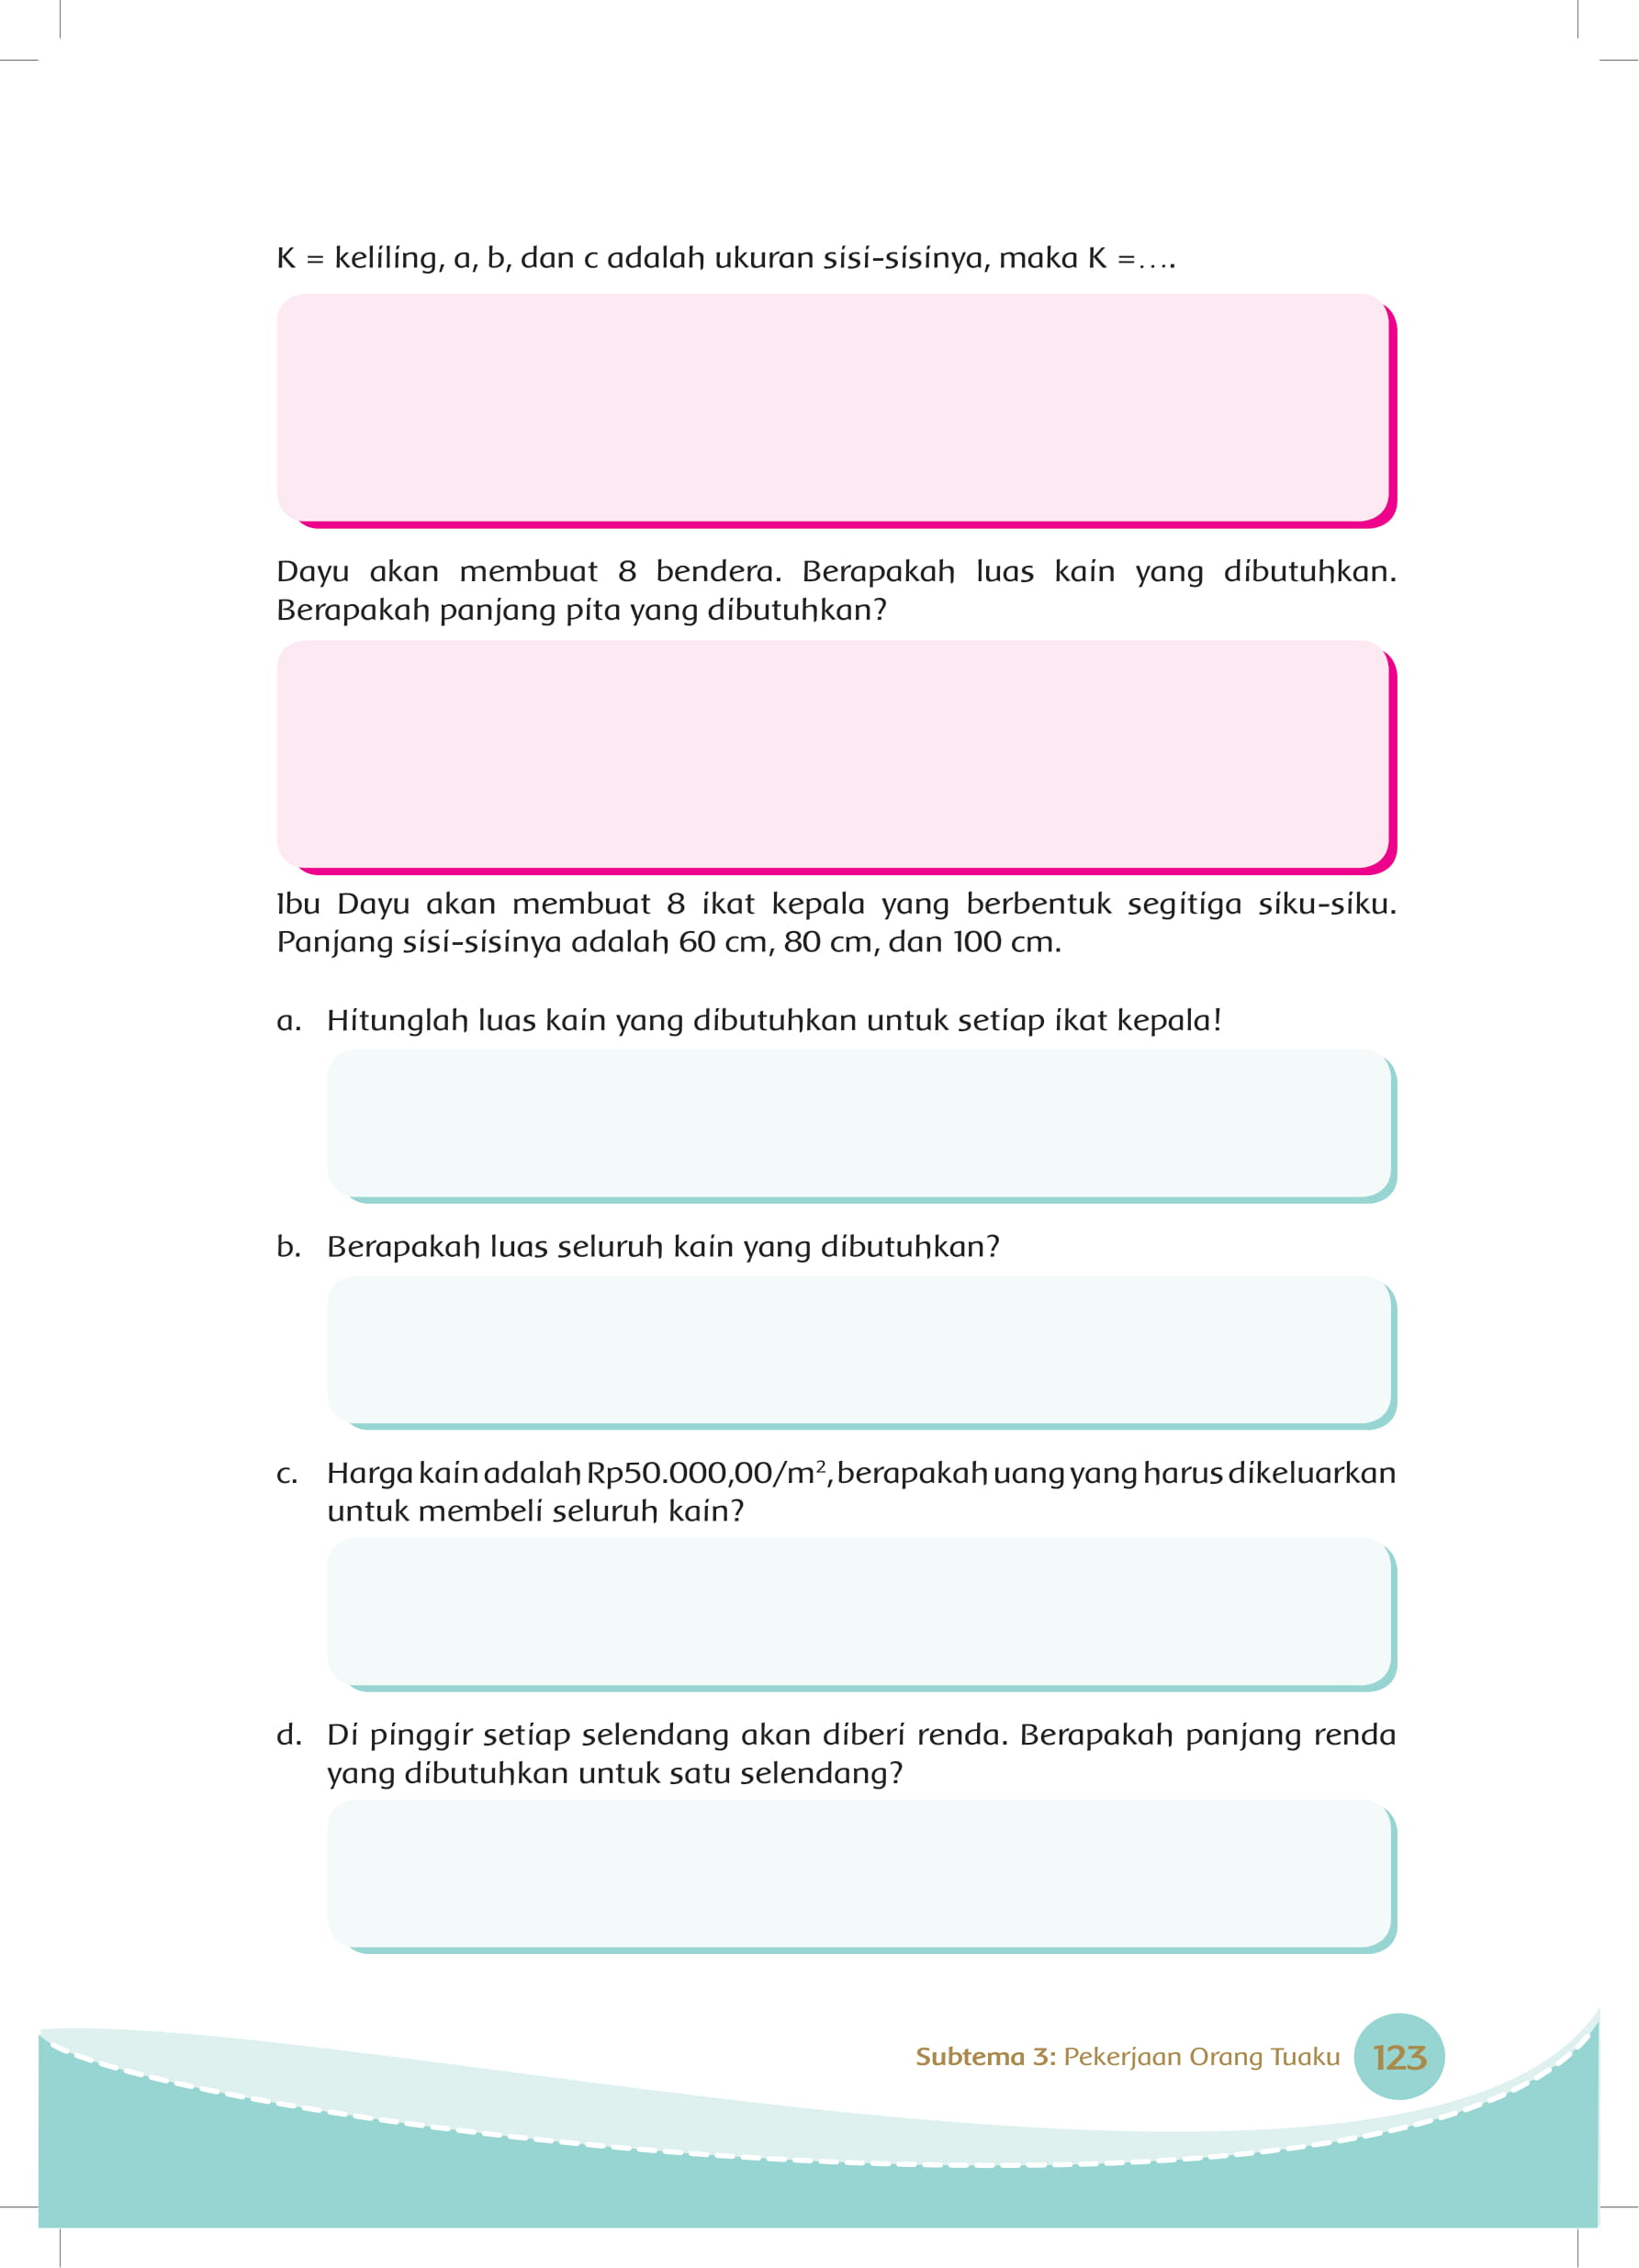 K = keliling, a, b, dan c adalah ukuran sisi-sisinya, maka K =....
Dayu akan membuat 8 bendera. Berapakah luas kain yang dibutuhkan.
Berapakah panjang pita yang dibutuhkan?
Ibu Dayu akan membuat 8 ikat kepala yang berbentuk segitiga siku-siku.
Panjang sisi-sisinya adalah 60 cm, 80 cm, dan 100 cm.
a. Hitunglah luas kain yang dibutuhkan untuk setiap ikat kepala!
b. Berapakah luas seluruh kain yang dibutuhkan?
c. Harga kain adalah Rp50.000,00/m², berapakah uang yang harus dikeluarkan
untuk membeli seluruh kain?
d. Di pinggir setiap selendang akan diberi renda. Berapakah panjang renda
yang dibutuhkan untuk satu selendang?
Subtema 3: Pekerjaan Orang Tuaku 123